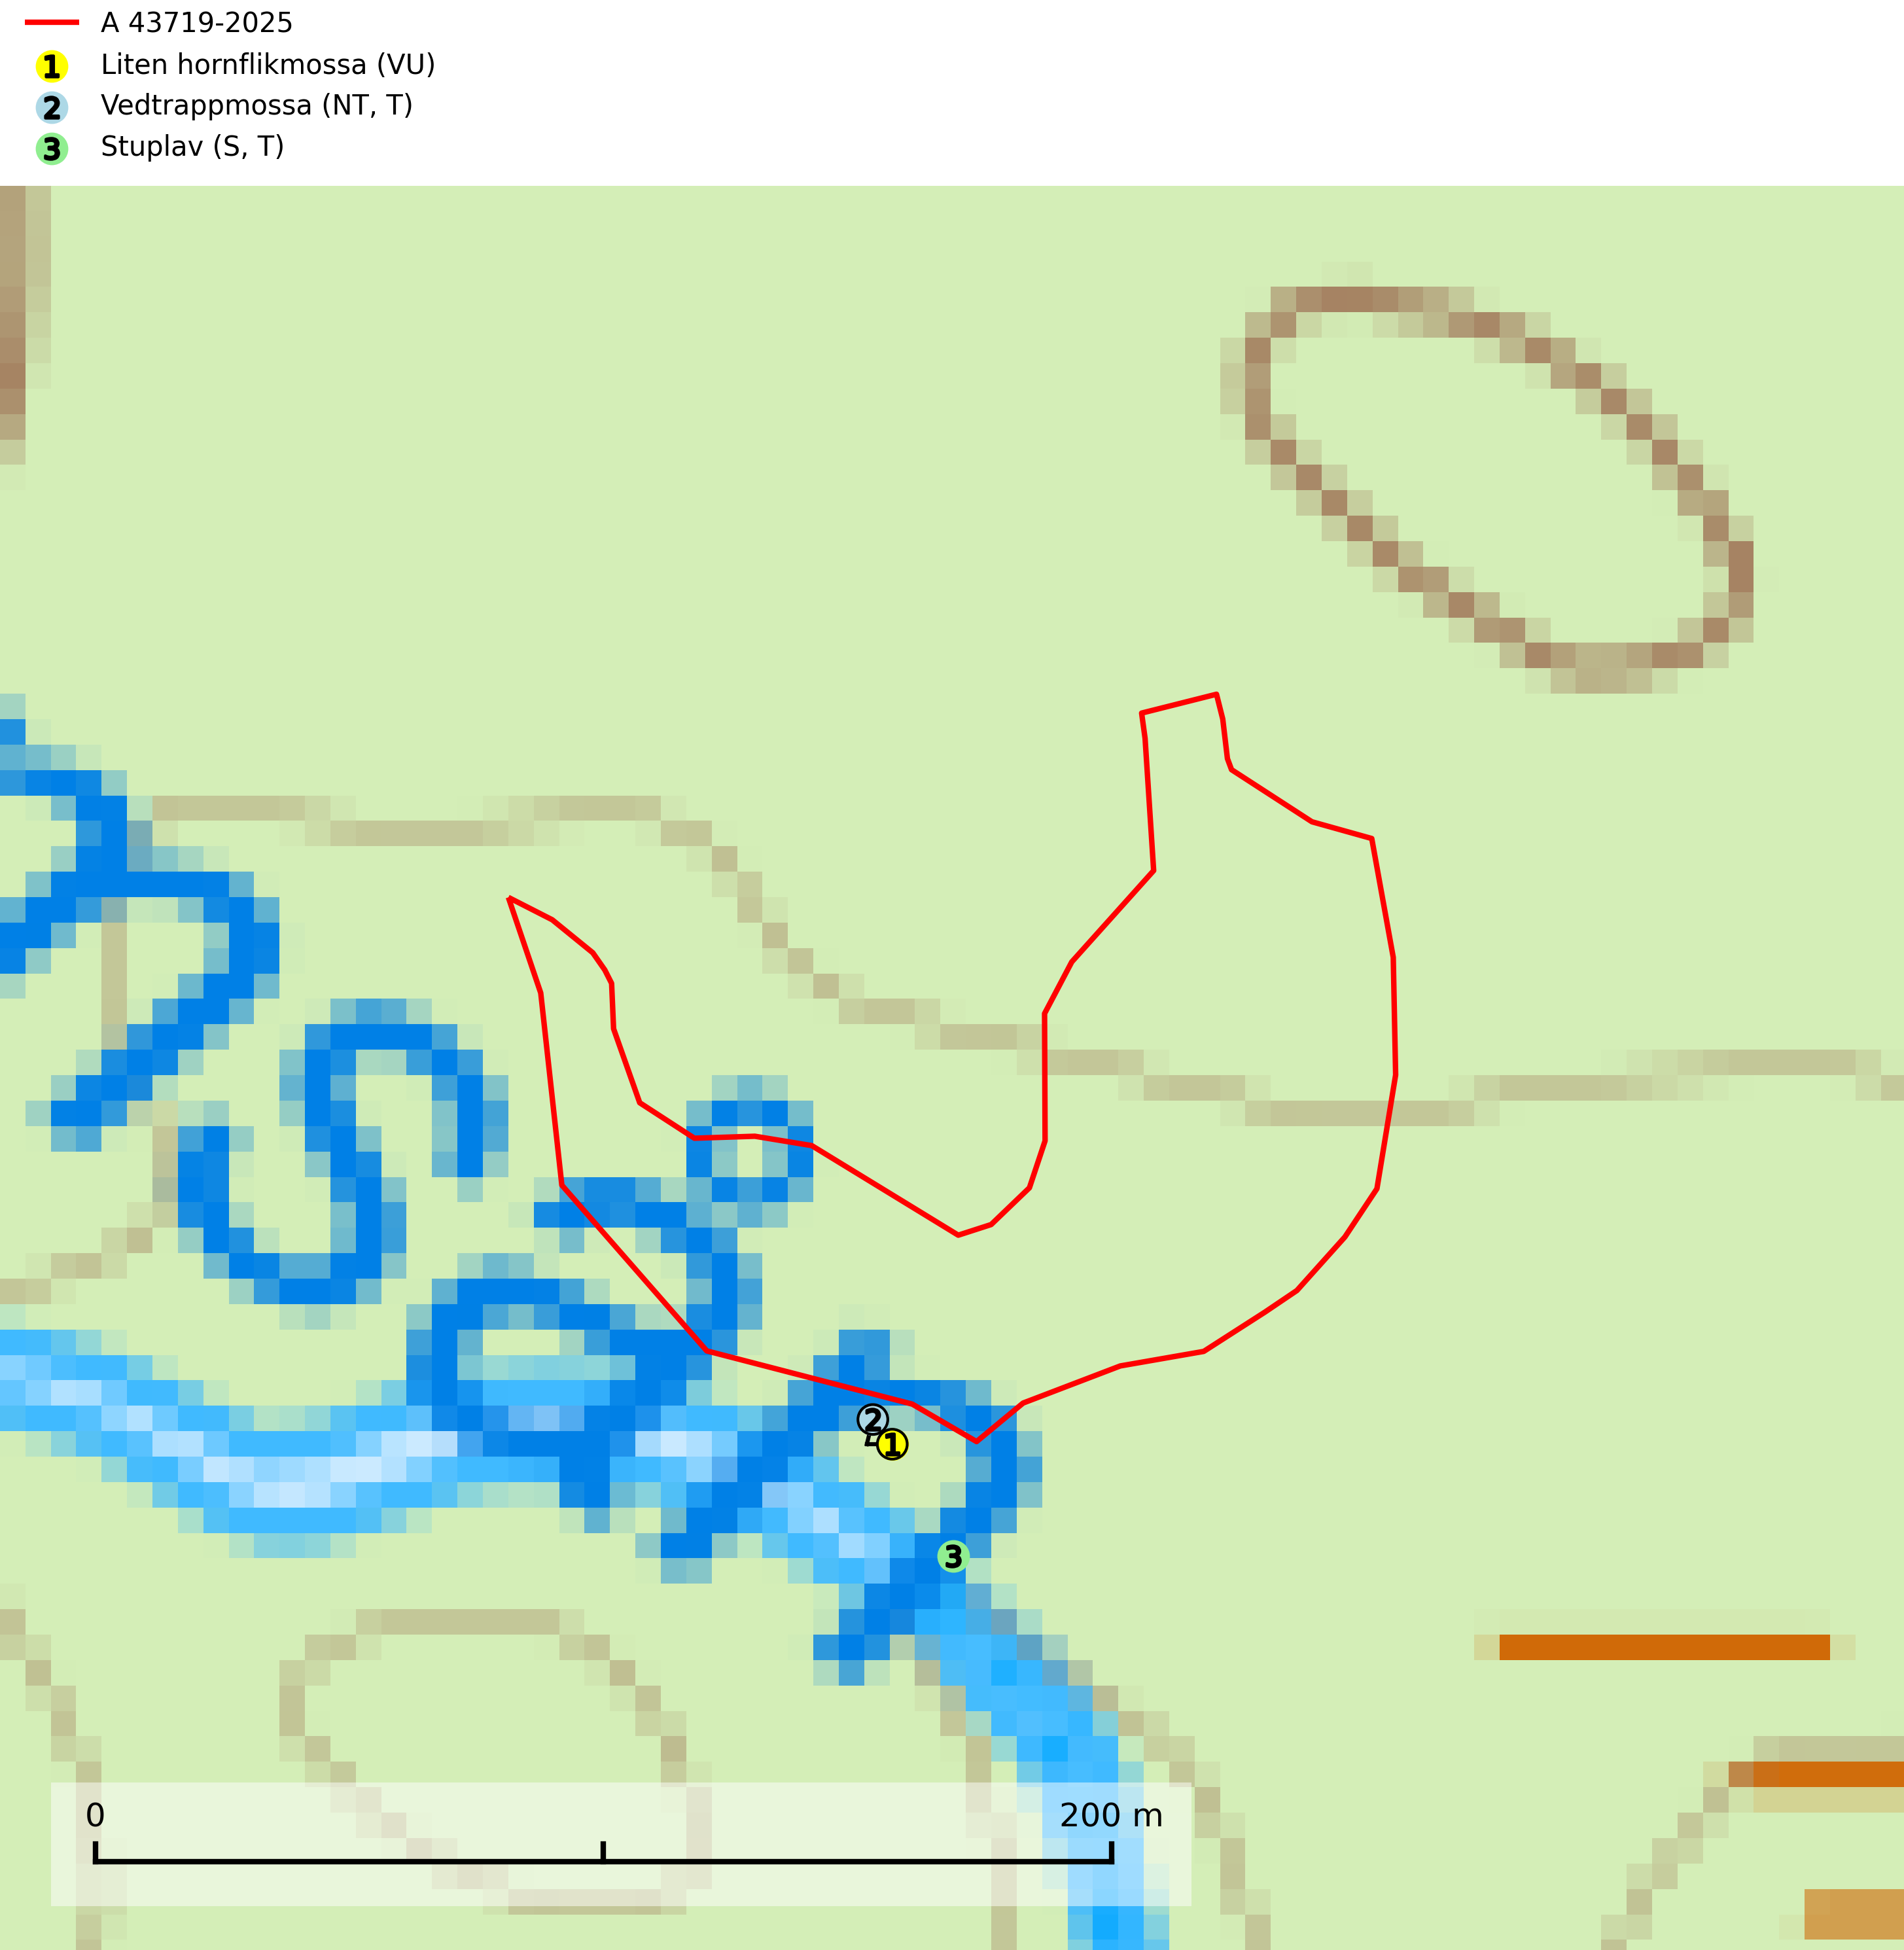 A 43719-2025
1 Liten hornflikmossa (VU)
2 Vedtrappmossa (NT, T)
3 Stuplav (S, T)
2
1
3
0 200 m